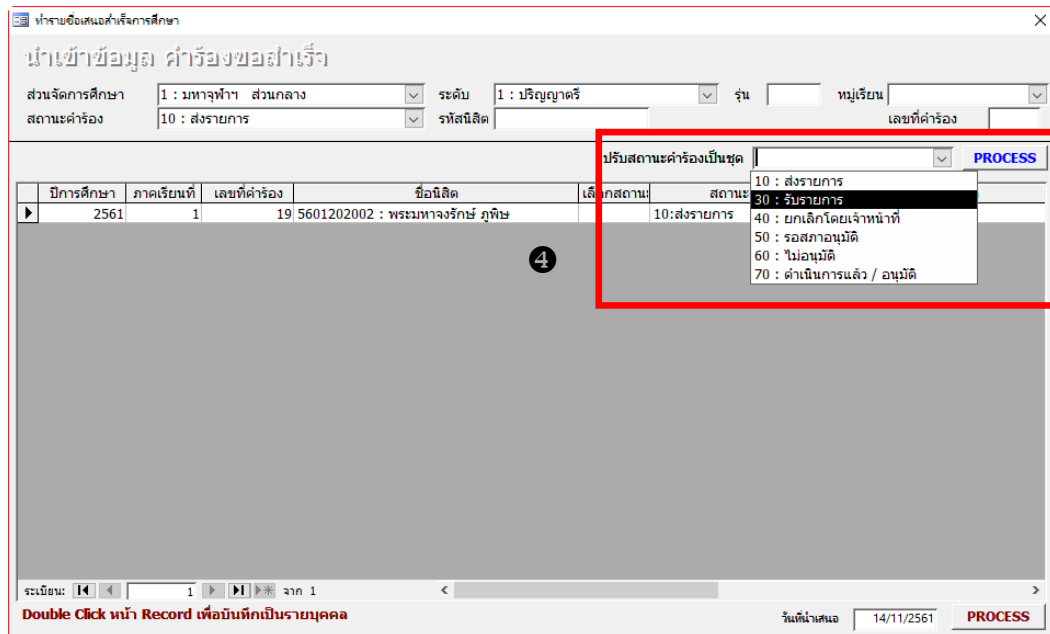 ทำรายชื่อเสนอสำเร็จการศึกษา
นำเข้าข้อมูล คำร้องขอสำเร็จ
ส่วนจัดการศึกษา 1 : มหาจุฬาฯ ส่วนกลาง ระดับ 1 : ปริญญาตรี รุ่น หมู่เรียน
สถานะคำร้อง 10 : ส่งรายการ รหัสนิสิต เลขที่คำร้อง
ปรับสถานะคำร้องเป็นชุด PROCESS
10 : ส่งรายการ
30 : รับรายการ
40 : ยกเลิกโดยเจ้าหน้าที่
50 : รอสภาอนุมัติ
60 : ไม่อนุมัติ
70 : ดำเนินการแล้ว / อนุมัติ
ปีการศึกษา ภาคเรียนที่ เลขที่คำร้อง ชื่อนิสิต เลือกสถานะ สถานะ
2561 1 19 5601202002 : พระมหาจงรักษ์ ภูพิษ 10:ส่งรายการ
4
ระเบียน: 1 จาก 1
Double Click หน้า Record เพื่อบันทึกเป็นรายบุคคล วันที่นำเสนอ 14/11/2561 PROCESS